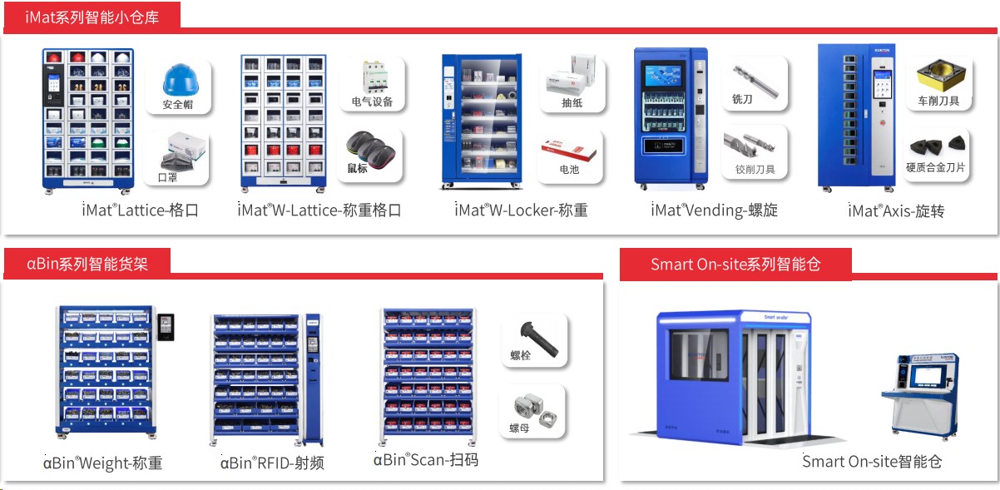 iMat系列智能小仓库
安全帽
口罩
电气设备
鼠标
抽纸
电池
铣刀
铰削刀具
车削刀具
硬质合金刀片
iMat®Lattice-格口
iMat®W-Lattice-称重格口
iMat®W-Locker-称重
iMat®Vending-螺旋
iMat®Axis-旋转
αBin系列智能货架
螺栓
螺母
αBin®Weight-称重
αBin®RFID-射频
αBin®Scan-扫码
Smart On-site系列智能仓
Smart on-site
Smart On-site智能仓